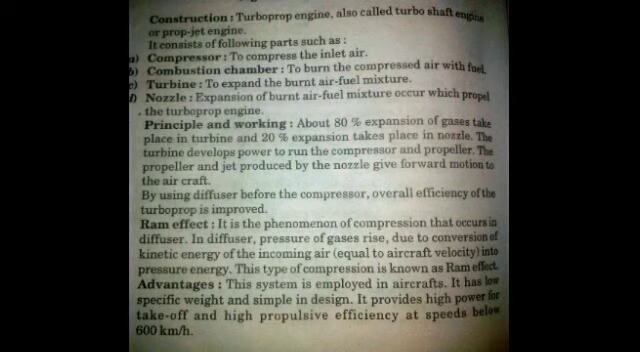 Construction : Turboprop engine, also called turbo shaft engine
or prop-jet engine.
It consists of following parts such as :
a) Compressor : To compress the inlet air.
b) Combustion chamber : To burn the compressed air with fuel.
c) Turbine : To expand the burnt air-fuel mixture.
d) Nozzle : Expansion of burnt air-fuel mixture occur which propel
the turboprop engine.
Principle and working : About 80 % expansion of gases take
place in turbine and 20 % expansion takes place in nozzle. The
turbine develops power to run the compressor and propeller. The
propeller and jet produced by the nozzle give forward motion to
the air craft.
By using diffuser before the compressor, overall efficiency of the
turboprop is improved.
Ram effect : It is the phenomenon of compression that occurs in
diffuser. In diffuser, pressure of gases rise, due to conversion of
kinetic energy of the incoming air (equal to aircraft velocity) into
pressure energy. This type of compression is known as Ram effect.
Advantages : This system is employed in aircrafts. It has low
specific weight and simple in design. It provides high power for
take-off and high propulsive efficiency at speeds below
600 km/h.